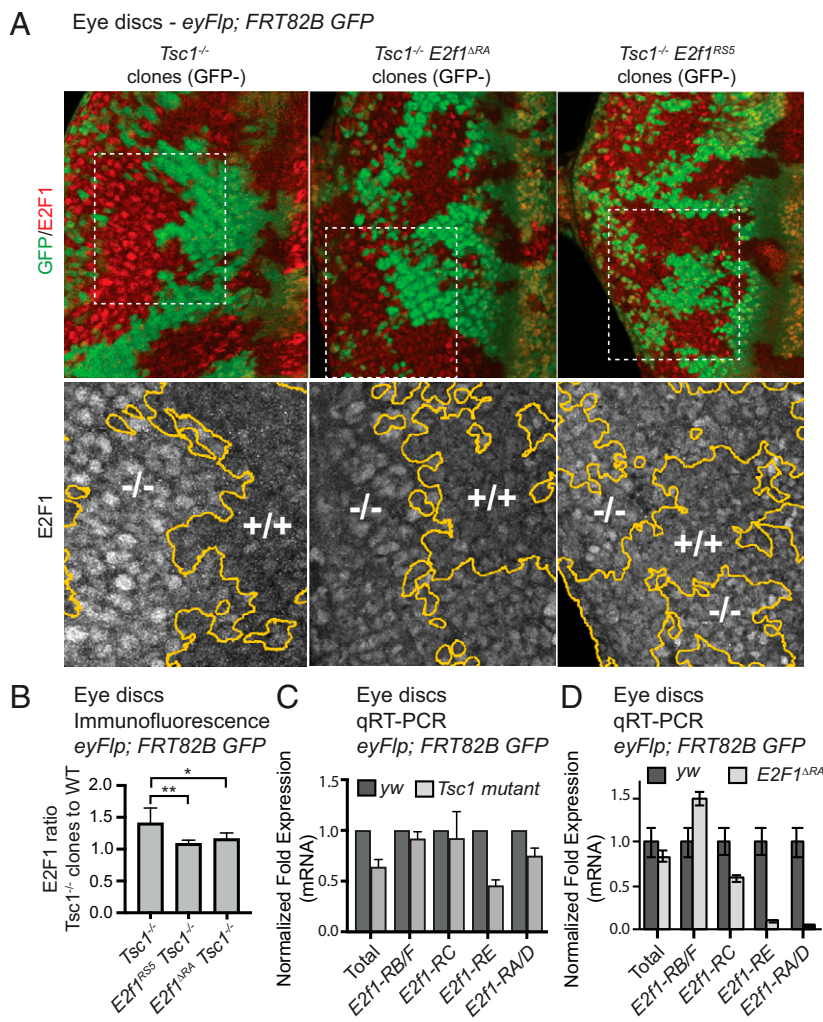 A
Eye discs - eyFlp; FRT82B GFP
Tsc1-/-
clones (GFP-)
Tsc1-/- E2f1ΔRA
clones (GFP-)
Tsc1-/- E2f1RS5
clones (GFP-)
GFP/E2F1
E2F1
-/-
+/+
-/-
+/+
-/-
+/+
-/-
B
Eye discs
Immunofluorescence
eyFlp; FRT82B GFP
E2F1 ratio
Tsc1-/- clones to WT
2.0
1.5
1.0
0.5
0.0
**
*
Tsc1-/-
E2f1RS5 Tsc1-/-
E2f1ΔRA Tsc1-/-
C
Eye discs
qRT-PCR
eyFlp; FRT82B GFP
yw
Tsc1 mutant
Normalized Fold Expression
(mRNA)
1.0
0.5
0
Total
E2f1-RB/F
E2f1-RC
E2f1-RE
E2f1-RA/D
D
Eye discs
qRT-PCR
eyFlp; FRT82B GFP
yw
E2F1ΔRA
Normalized Fold Expression
(mRNA)
1.5
1.0
0.5
0
Total
E2f1-RB/F
E2f1-RC
E2f1-RE
E2f1-RA/D